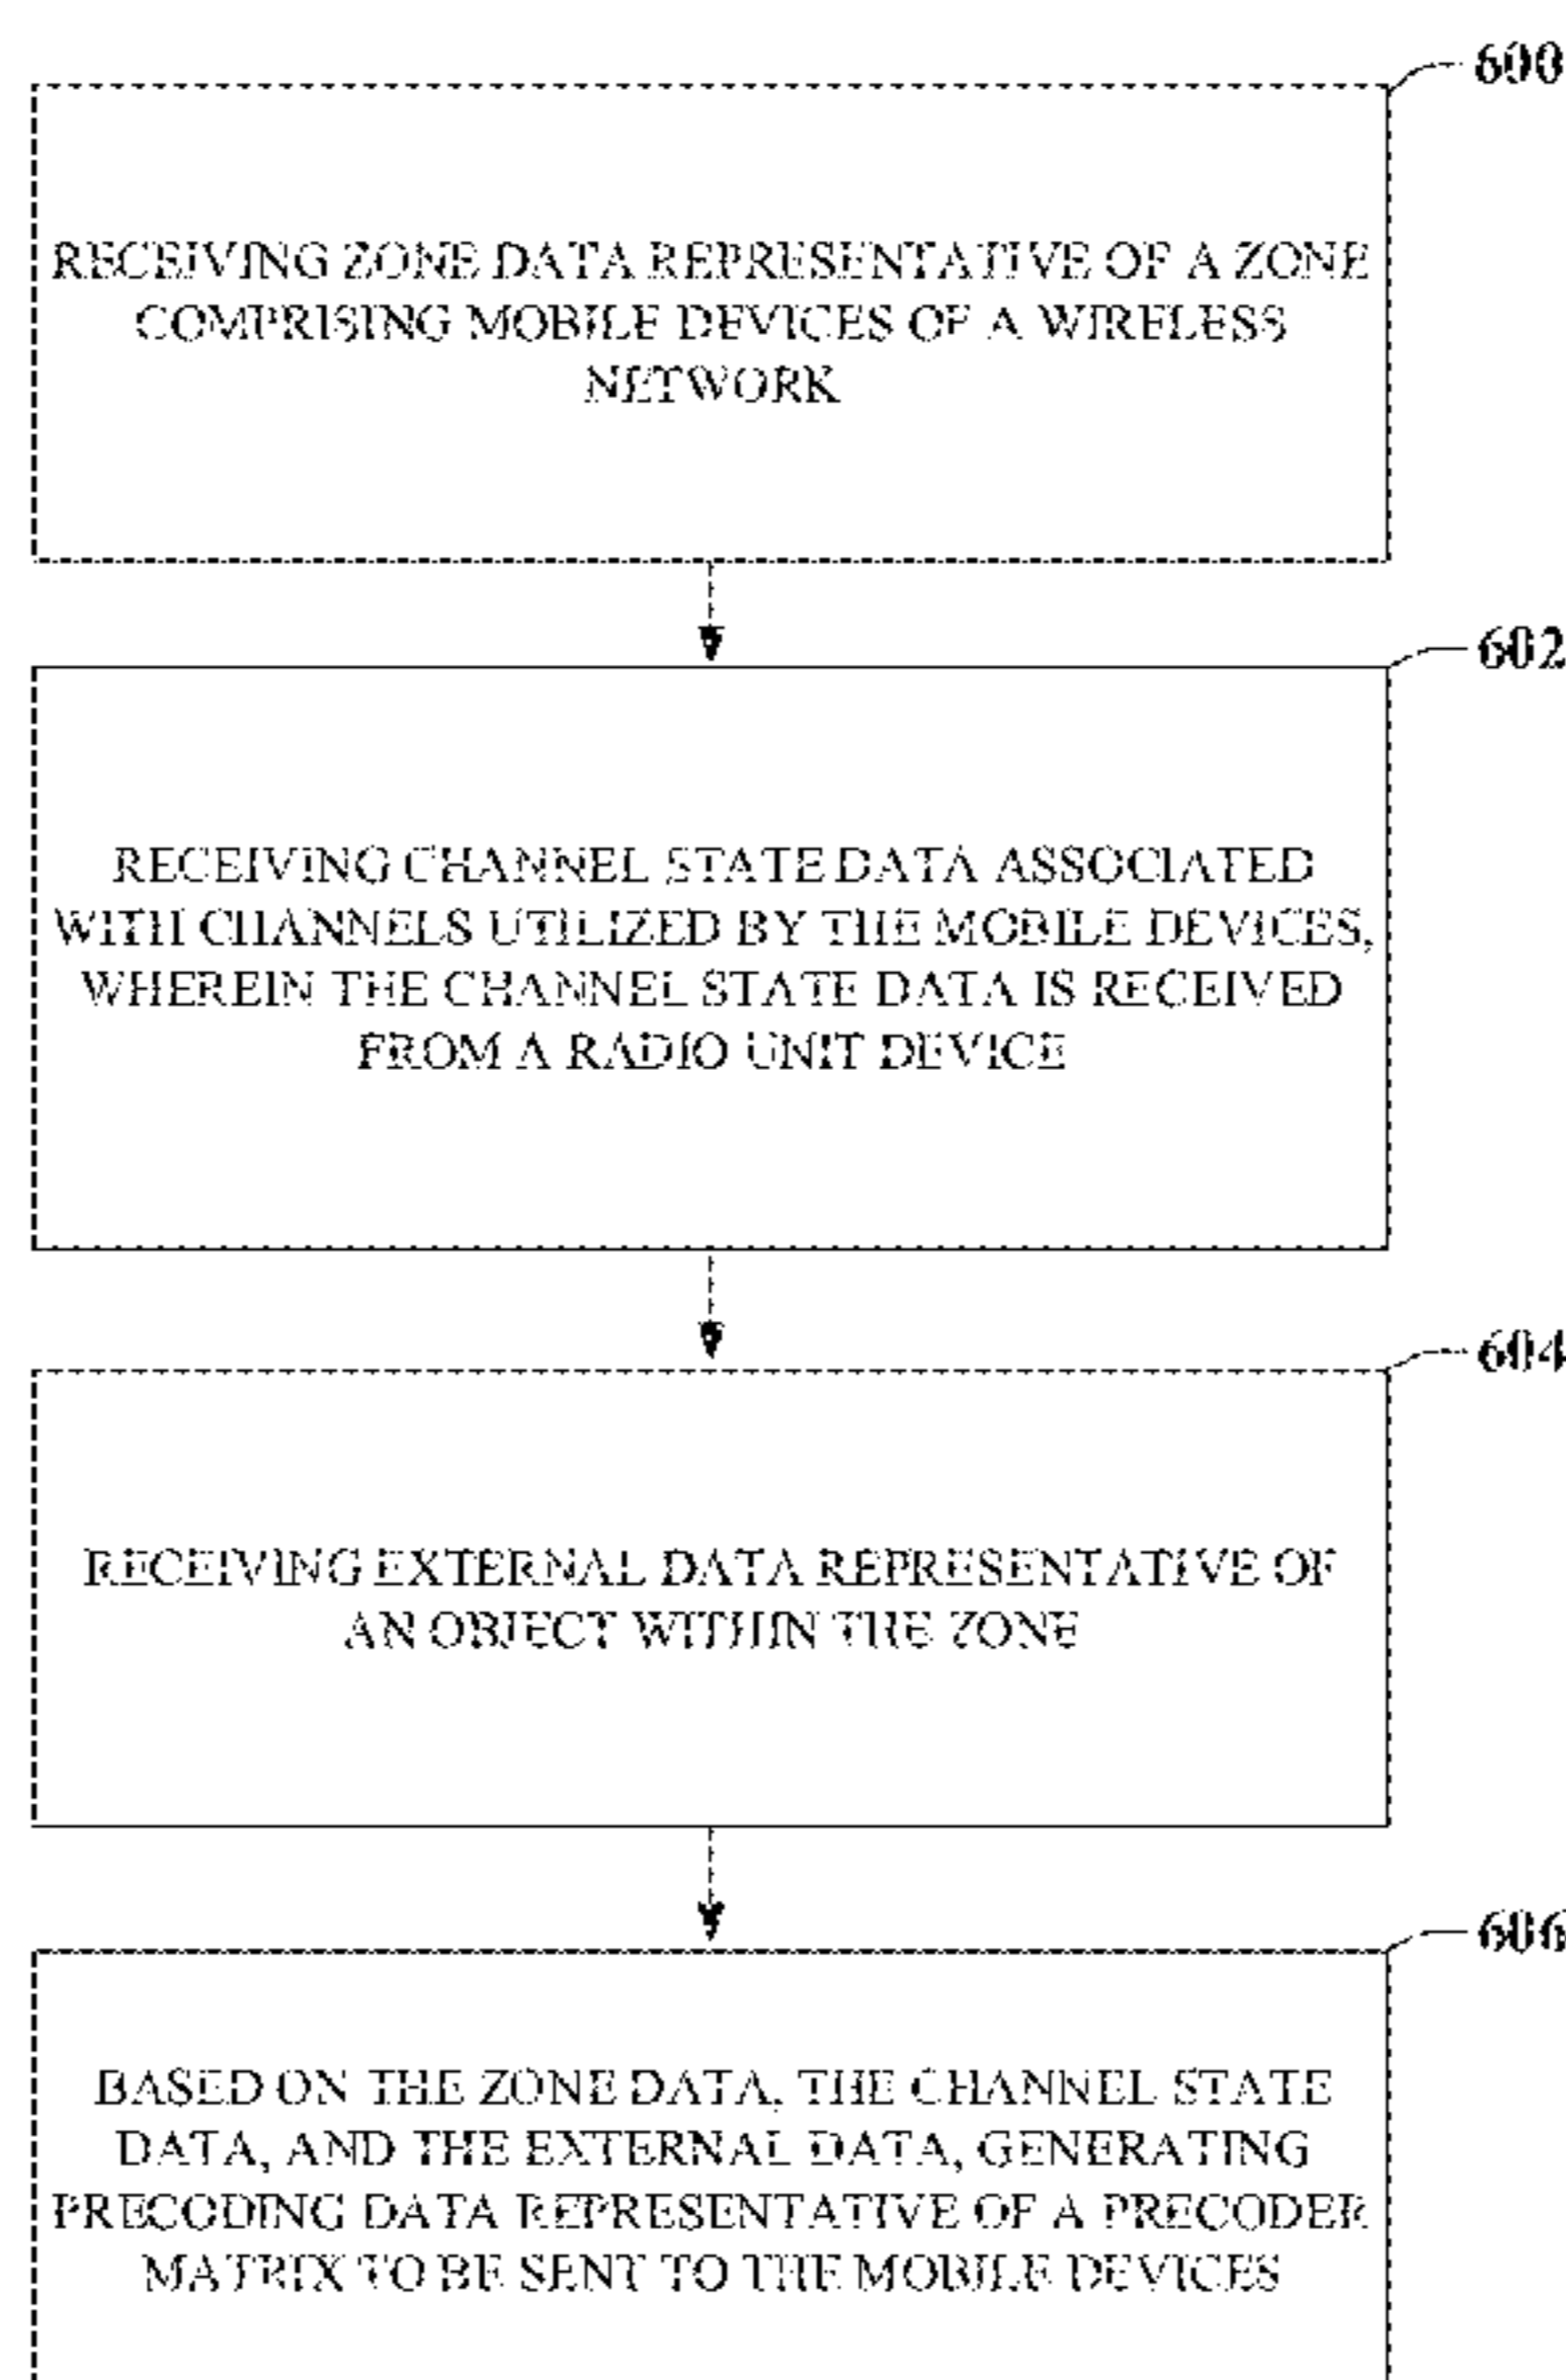 600
RECEIVING ZONE DATA REPRESENTATIVE OF A ZONE
COMPRISING MOBILE DEVICES OF A WIRELESS
NETWORK
602
RECEIVING CHANNEL STATE DATA ASSOCIATED
WITH CHANNELS UTILIZED BY THE MOBILE DEVICES,
WHEREIN THE CHANNEL STATE DATA IS RECEIVED
FROM A RADIO UNIT DEVICE
604
RECEIVING EXTERNAL DATA REPRESENTATIVE OF
AN OBJECT WITHIN THE ZONE
606
BASED ON THE ZONE DATA, THE CHANNEL STATE
DATA, AND THE EXTERNAL DATA, GENERATING
PRECODING DATA REPRESENTATIVE OF A PRECODER
MATRIX TO BE SENT TO THE MOBILE DEVICES